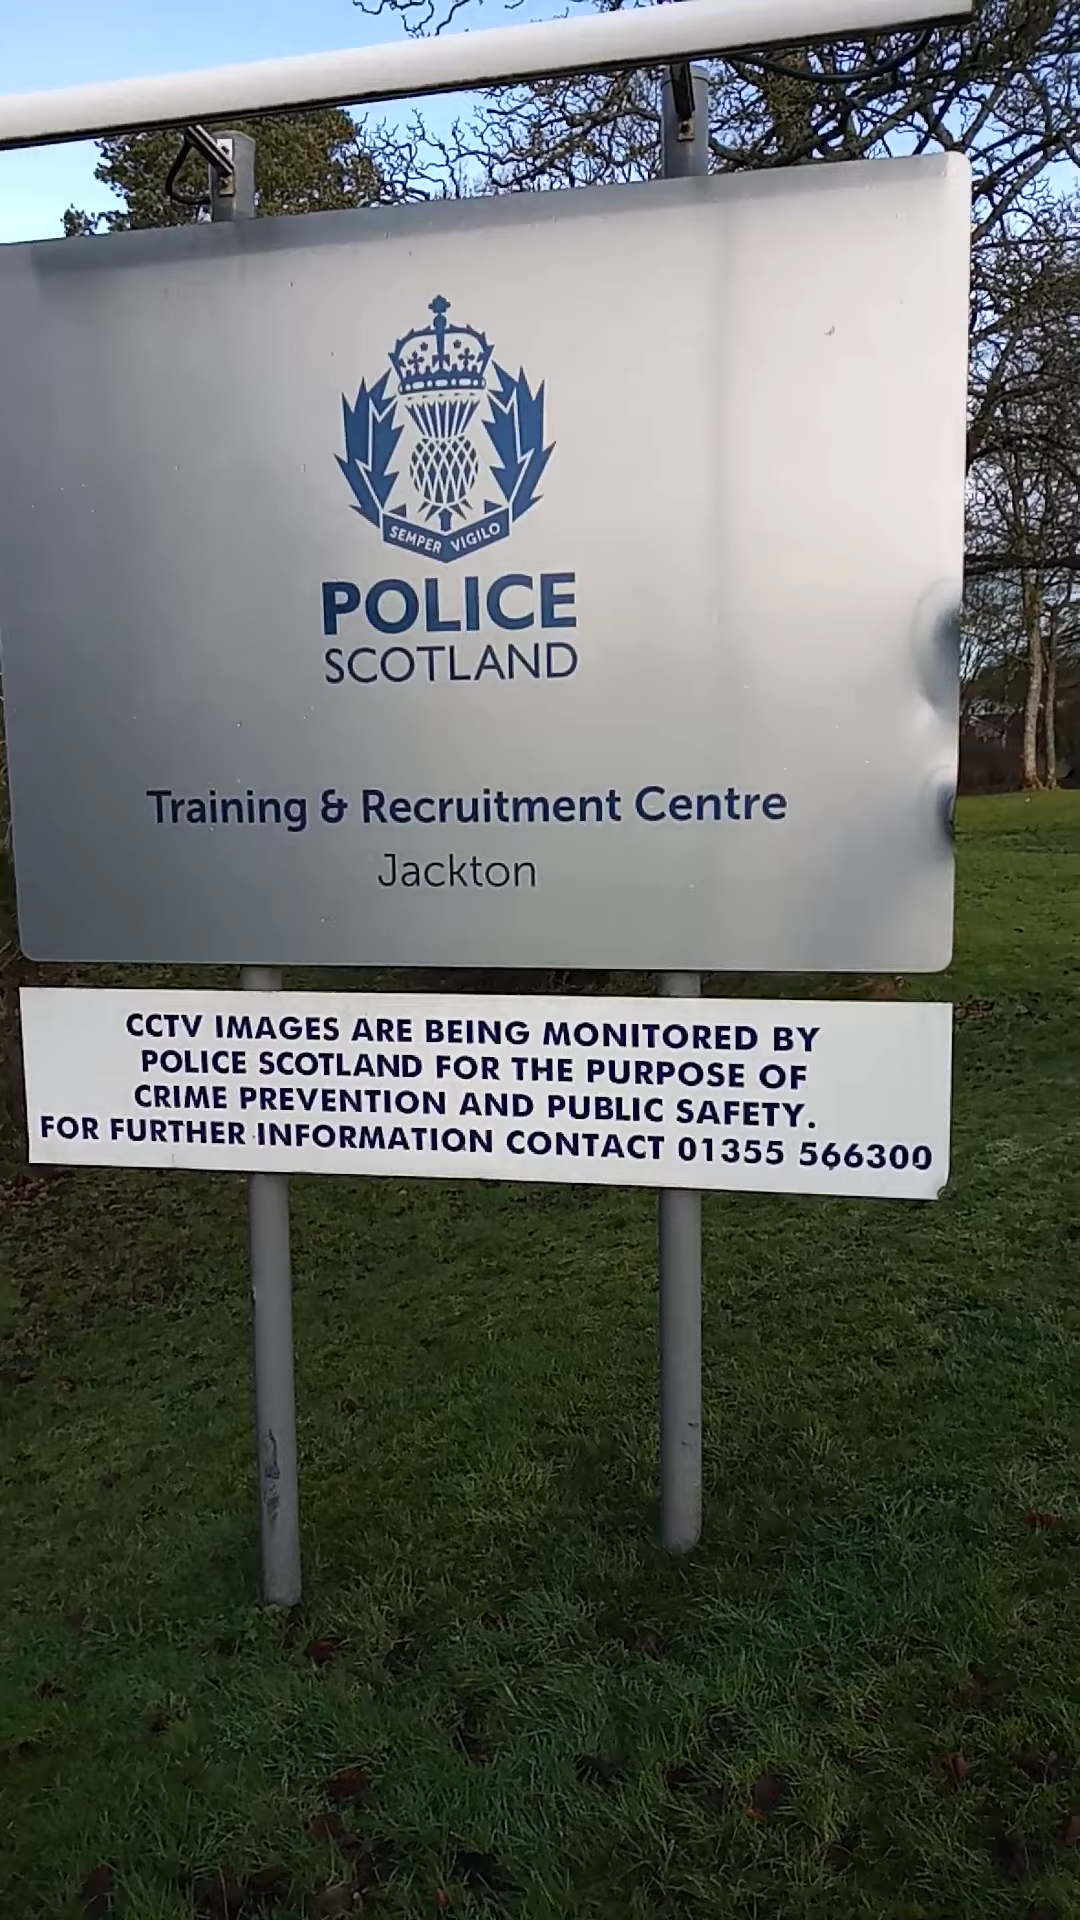 SEMPER VIGILO
POLICE
SCOTLAND
Training & Recruitment Centre
Jackton
CCTV IMAGES ARE BEING MONITORED BY
POLICE SCOTLAND FOR THE PURPOSE OF
CRIME PREVENTION AND PUBLIC SAFETY.
FOR FURTHER INFORMATION CONTACT 01355 566300